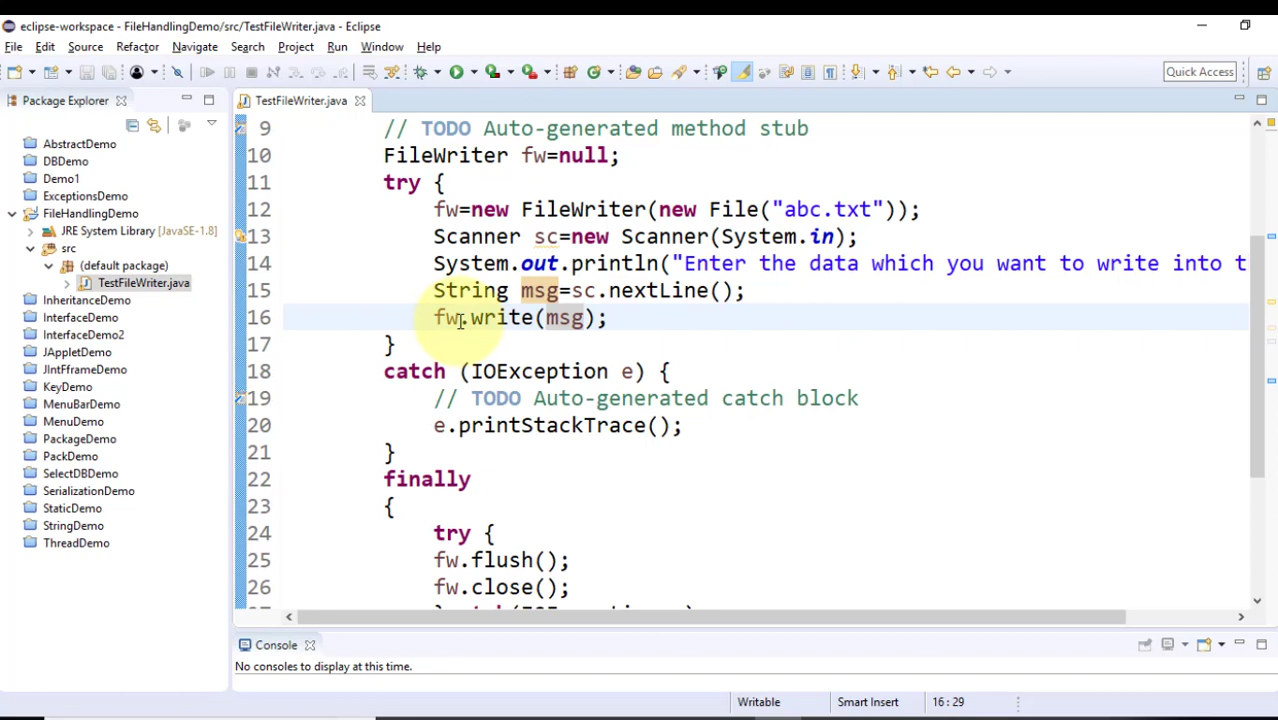 eclipse-workspace - FileHandlingDemo/src/TestFileWriter.java - Eclipse
File Edit Source Refactor Navigate Search Project Run Window Help
Quick Access
Package Explorer
TestFileWriter.java
AbstractDemo
DBDemo
Demo1
ExceptionsDemo
FileHandlingDemo
JRE System Library [JavaSE-1.8]
src
(default package)
TestFileWriter.java
InheritanceDemo
InterfaceDemo
InterfaceDemo2
JAppletDemo
JIntFframeDemo
KeyDemo
MenuBarDemo
MenuDemo
PackageDemo
PackDemo
SelectDBDemo
SerializationDemo
StaticDemo
StringDemo
ThreadDemo
9 // TODO Auto-generated method stub
10 FileWriter fw=null;
11 try {
12 fw=new FileWriter(new File("abc.txt"));
13 Scanner sc=new Scanner(System.in);
14 System.out.println("Enter the data which you want to write into t
15 String msg=sc.nextLine();
16 fw.write(msg);
17 }
18 catch (IOException e) {
19 // TODO Auto-generated catch block
20 e.printStackTrace();
21 }
22 finally
23 {
24 try {
25 fw.flush();
26 fw.close();
Console
No consoles to display at this time.
Writable Smart Insert 16:29